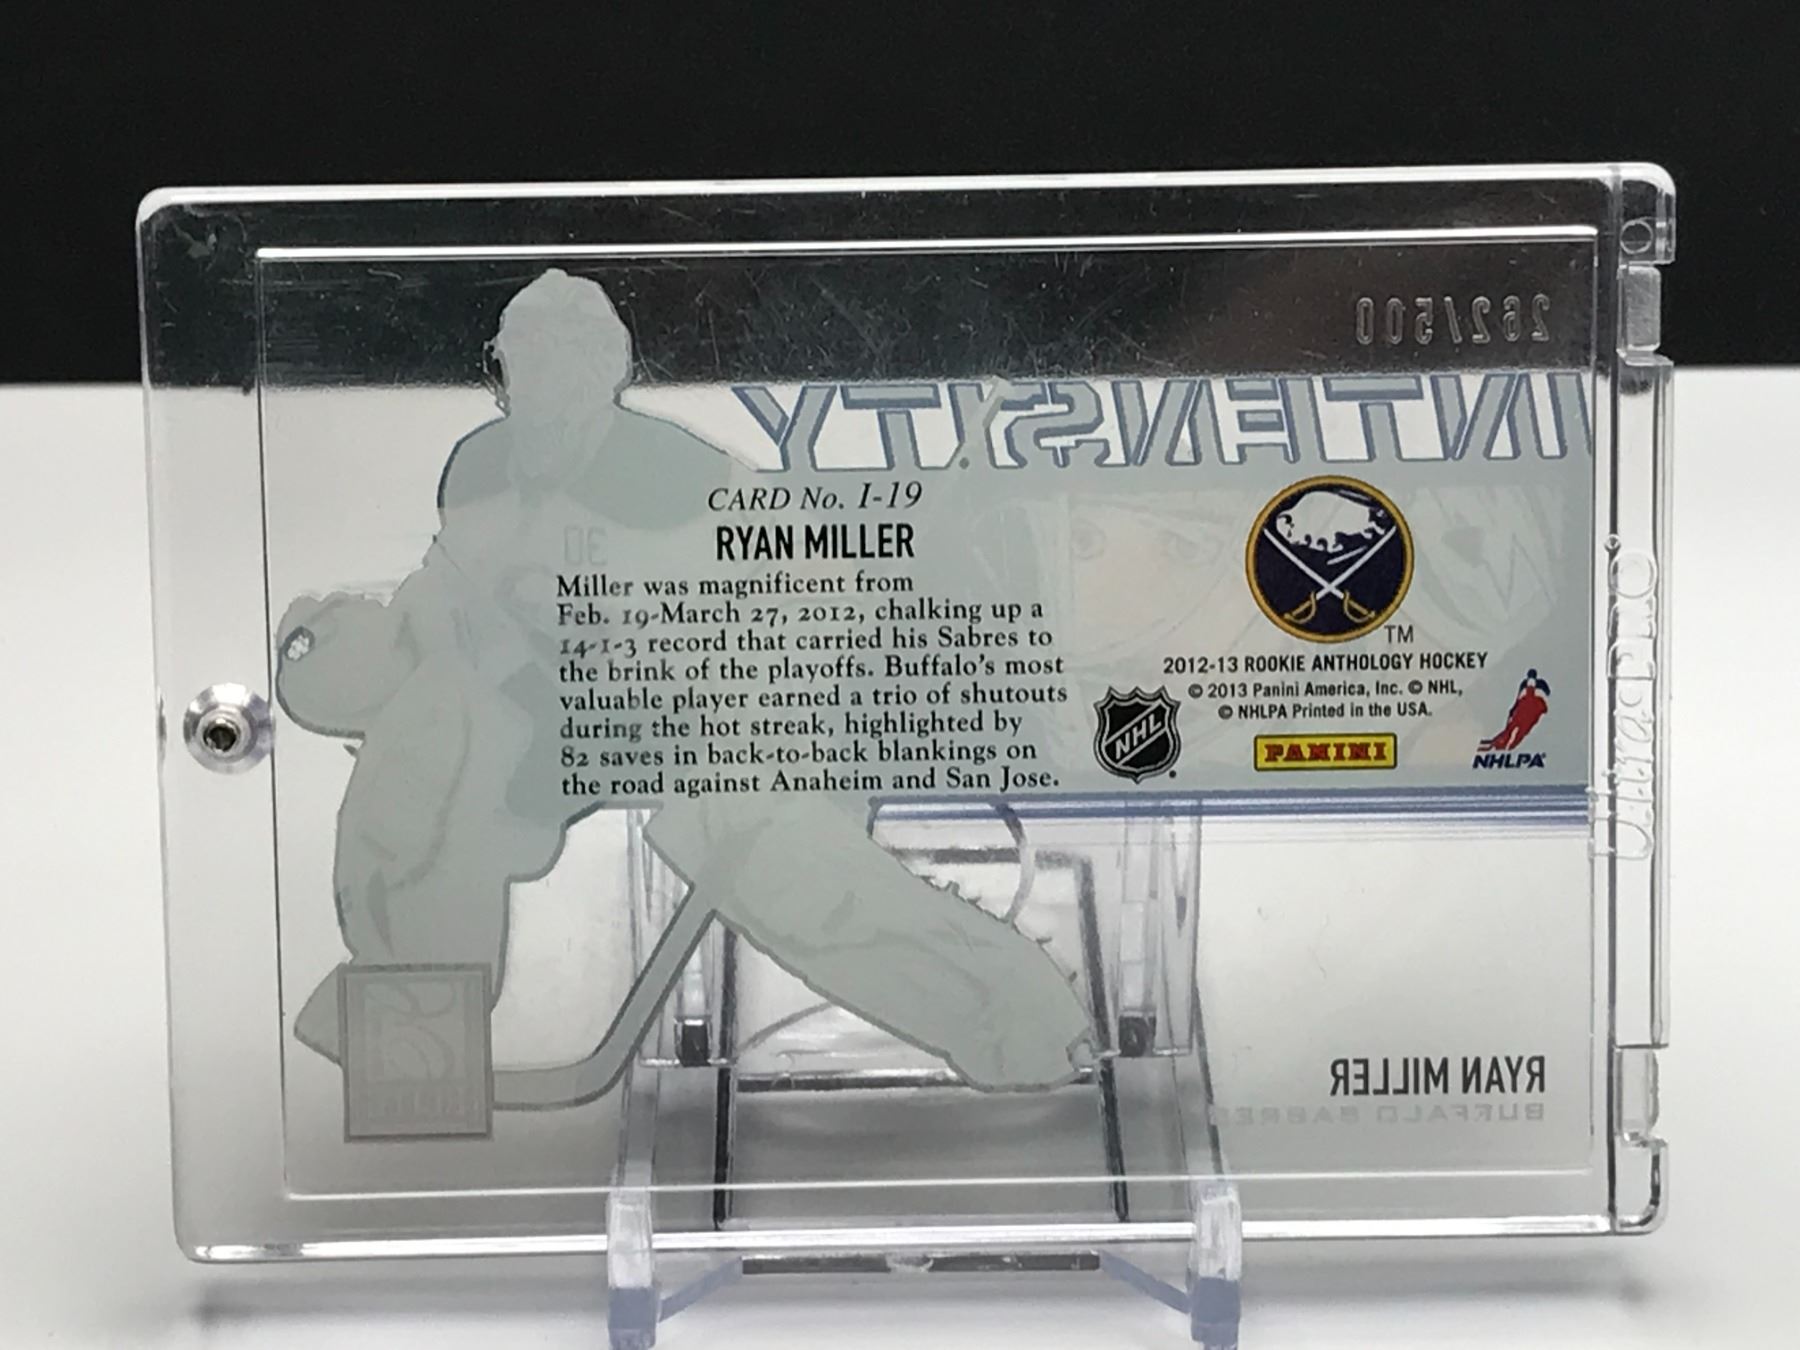 262/500
INTENSITY
CARD No. I-19
RYAN MILLER
30
Miller was magnificent from
Feb. 19-March 27, 2012, chalking up a
14-1-3 record that carried his Sabres to
the brink of the playoffs. Buffalo's most
valuable player earned a trio of shutouts
during the hot streak, highlighted by
82 saves in back-to-back blankings on
the road against Anaheim and San Jose.
TM
2012-13 ROOKIE ANTHOLOGY HOCKEY
© 2013 Panini America, Inc. © NHL,
© NHLPA Printed in the USA.
NHL
PANINI
NHLPA
UltraPRO
ELITE
RYAN MILLER
BUFFALO SABRES